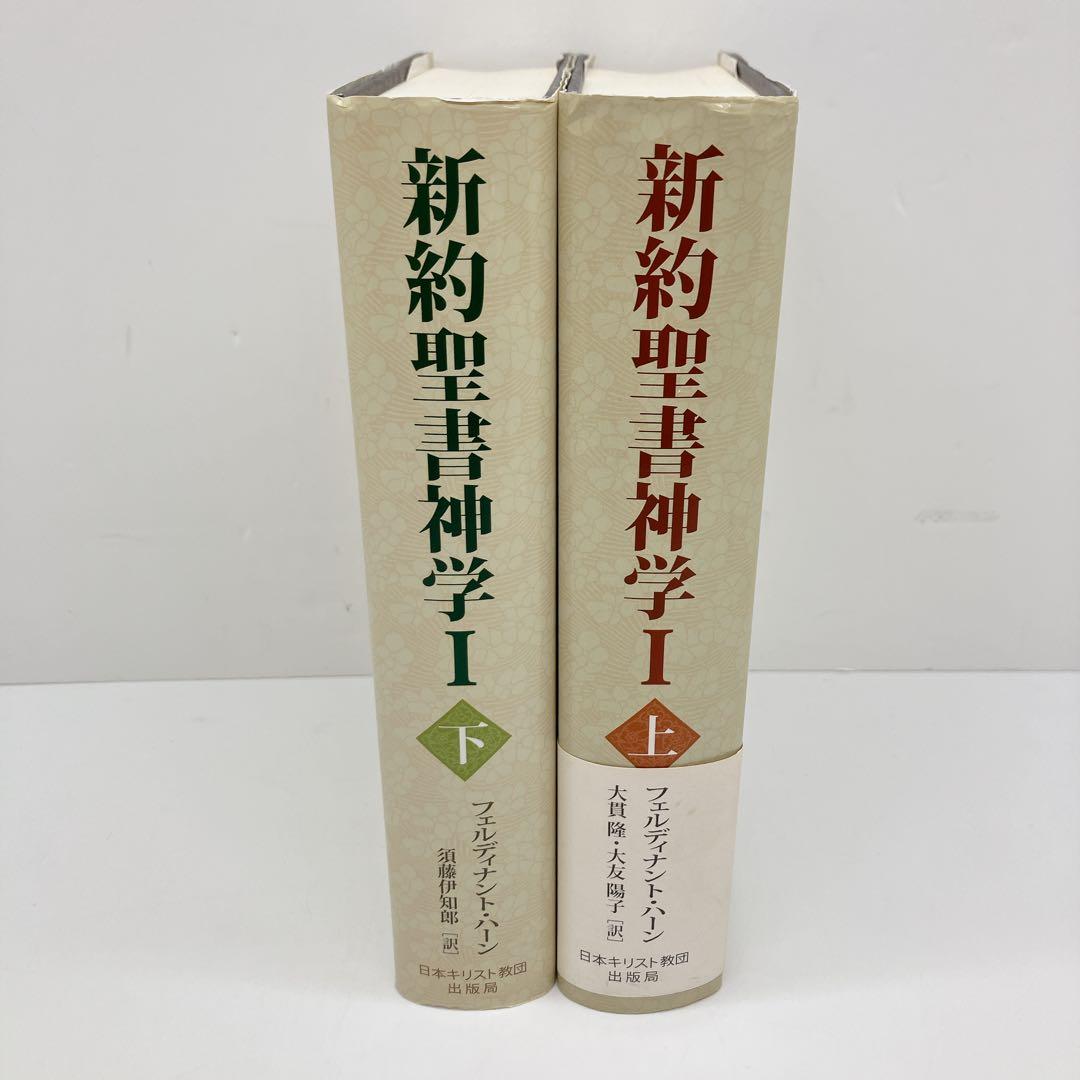 新約聖書神学I
下
フェルディナント・ハーン
須藤伊知郎［訳］
日本キリスト教団
出版局
新約聖書神学I
上
フェルディナント・ハーン
大貫隆・大友陽子［訳］
日本キリスト教団
出版局